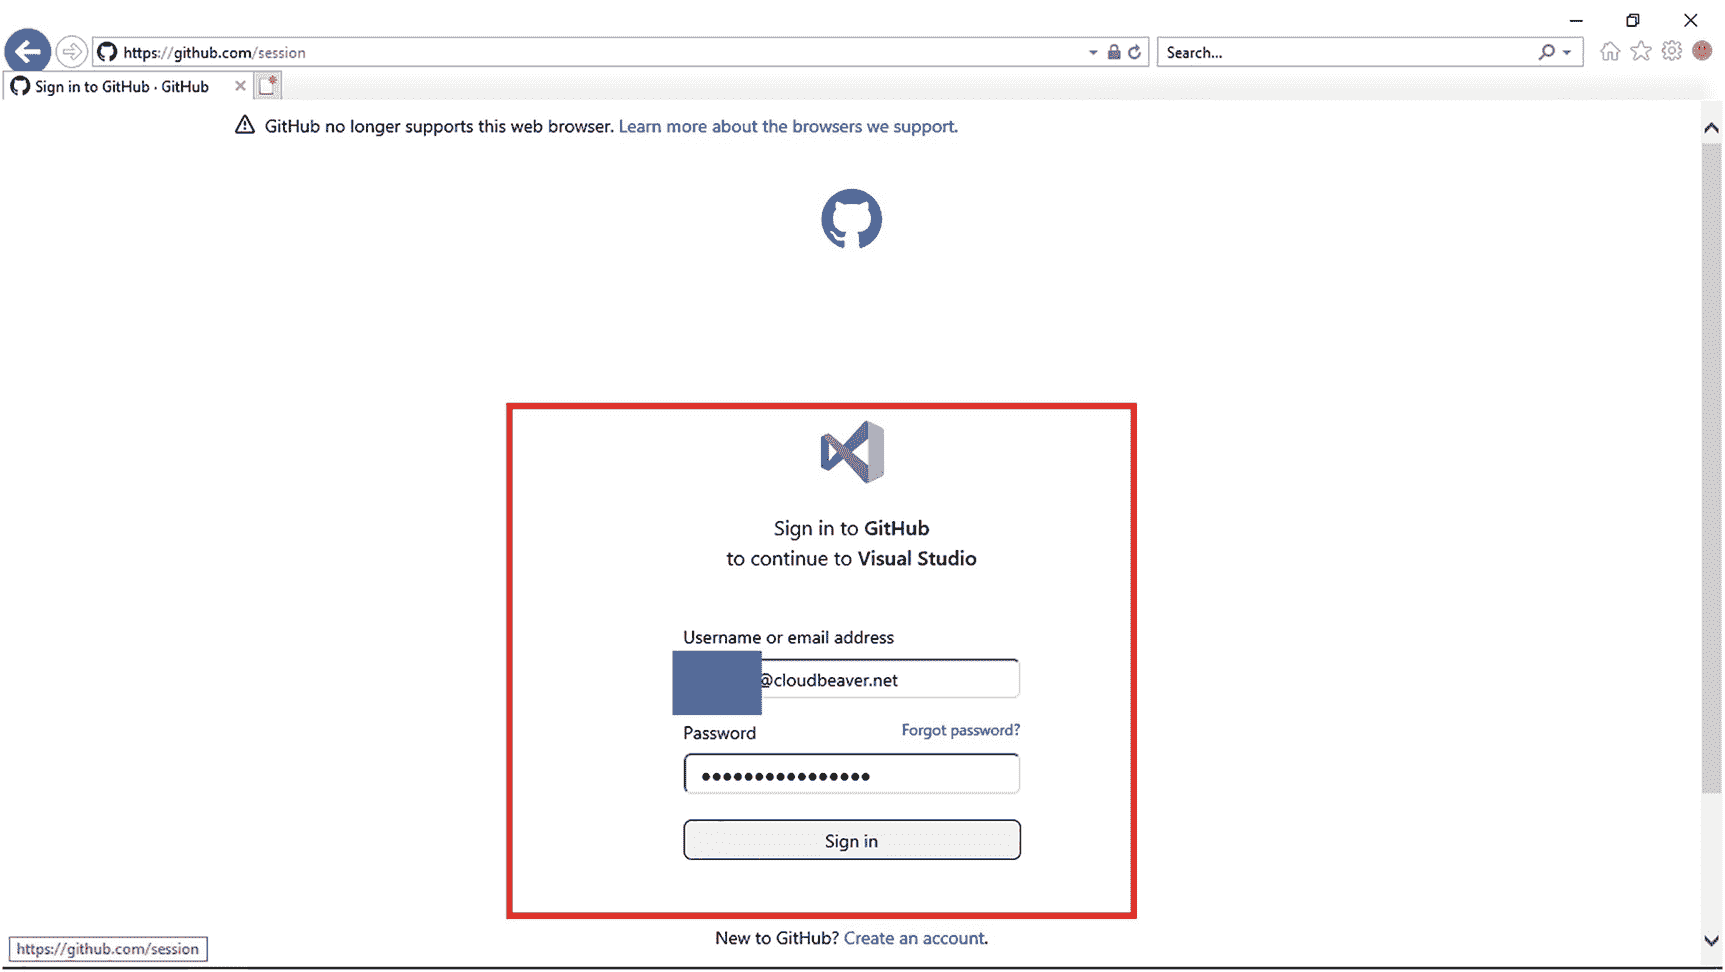 https://github.com/session
Search...
Sign in to GitHub · GitHub
GitHub no longer supports this web browser. Learn more about the browsers we support.
Sign in to GitHub
to continue to Visual Studio
Username or email address
@cloudbeaver.net
Password
Forgot password?
Sign in
New to GitHub? Create an account.
https://github.com/session